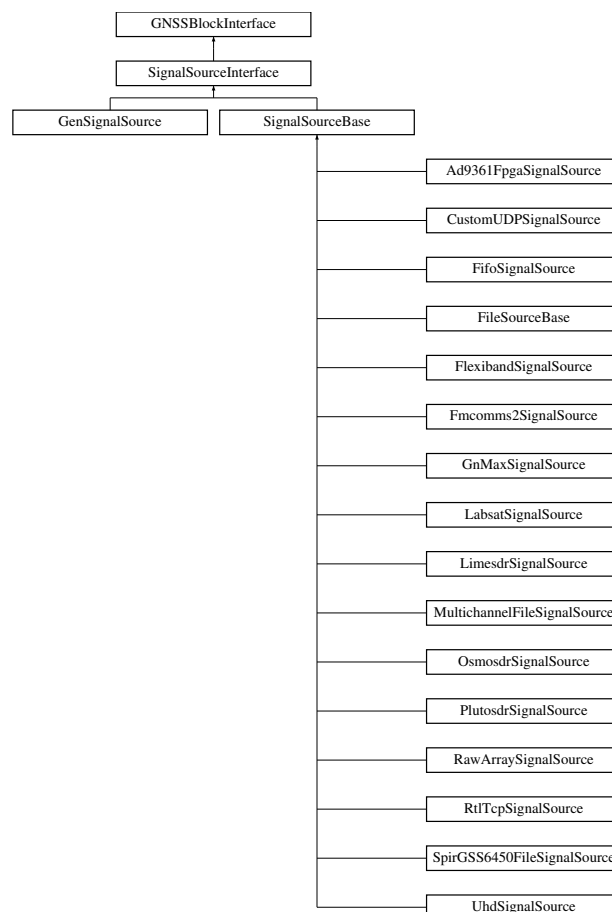 GNSSBlockInterface
SignalSourceInterface
GenSignalSource
SignalSourceBase
Ad9361FpgaSignalSource
CustomUDPSignalSource
FifoSignalSource
FileSourceBase
FlexibandSignalSource
Fmcomms2SignalSource
GnMaxSignalSource
LabsatSignalSource
LimesdrSignalSource
MultichannelFileSignalSource
OsmosdrSignalSource
PlutosdrSignalSource
RawArraySignalSource
RtlTcpSignalSource
SpirGSS6450FileSignalSource
UhdSignalSource